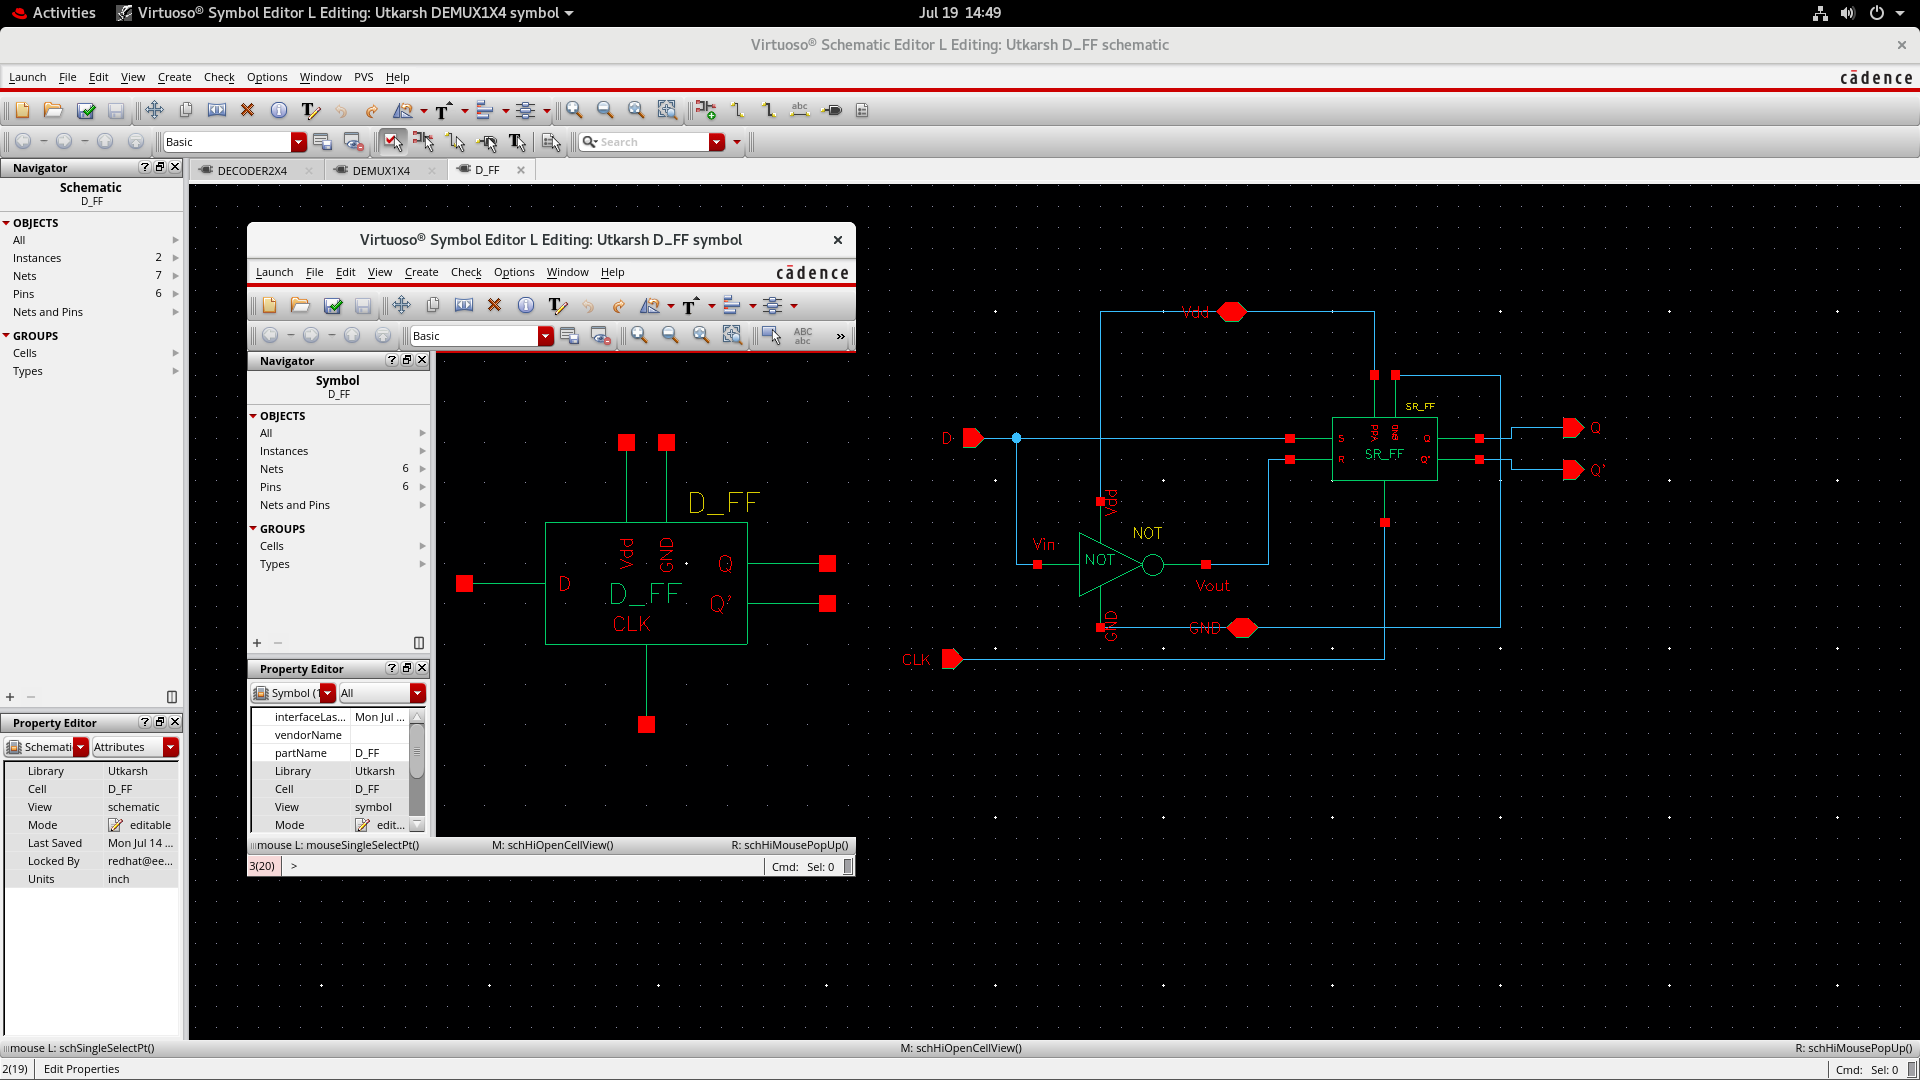 Activities Virtuoso® Symbol Editor L Editing: Utkarsh DEMUX1X4 symbol Jul 19 14:49
Virtuoso® Schematic Editor L Editing: Utkarsh D_FF schematic
Launch File Edit View Create Check Options Window PVS Help cādence
Basic Search
Navigator DECODER2X4 DEMUX1X4 D_FF
Schematic
D_FF
OBJECTS
All
Instances 2
Nets 7
Pins 6
Nets and Pins
GROUPS
Cells
Types
Property Editor
Schemati Attributes
Library Utkarsh
Cell D_FF
View schematic
Mode editable
Last Saved Mon Jul 14 ...
Locked By redhat@ee...
Units inch
Virtuoso® Symbol Editor L Editing: Utkarsh D_FF symbol
Launch File Edit View Create Check Options Window Help cādence
Basic ABC abc »
Navigator
Symbol
D_FF
OBJECTS
All
Instances
Nets 6
Pins 6
Nets and Pins
GROUPS
Cells
Types
Property Editor
Symbol (1 All
interfaceLas... Mon Jul ...
vendorName
partName D_FF
Library Utkarsh
Cell D_FF
View symbol
Mode edit...
D_FF
Vdd GND Q
D D_FF Q'
CLK
mouse L: mouseSingleSelectPt() M: schHiOpenCellView() R: schHiMousePopUp()
3(20) > Cmd: Sel: 0
Vdd
SR_FF
D S Vdd GND Q Q
R SR_FF Q' Q'
Vdd
Vin NOT
NOT
Vout
GND GND
CLK
mouse L: schSingleSelectPt() M: schHiOpenCellView() R: schHiMousePopUp()
2(19) Edit Properties Cmd: Sel: 0